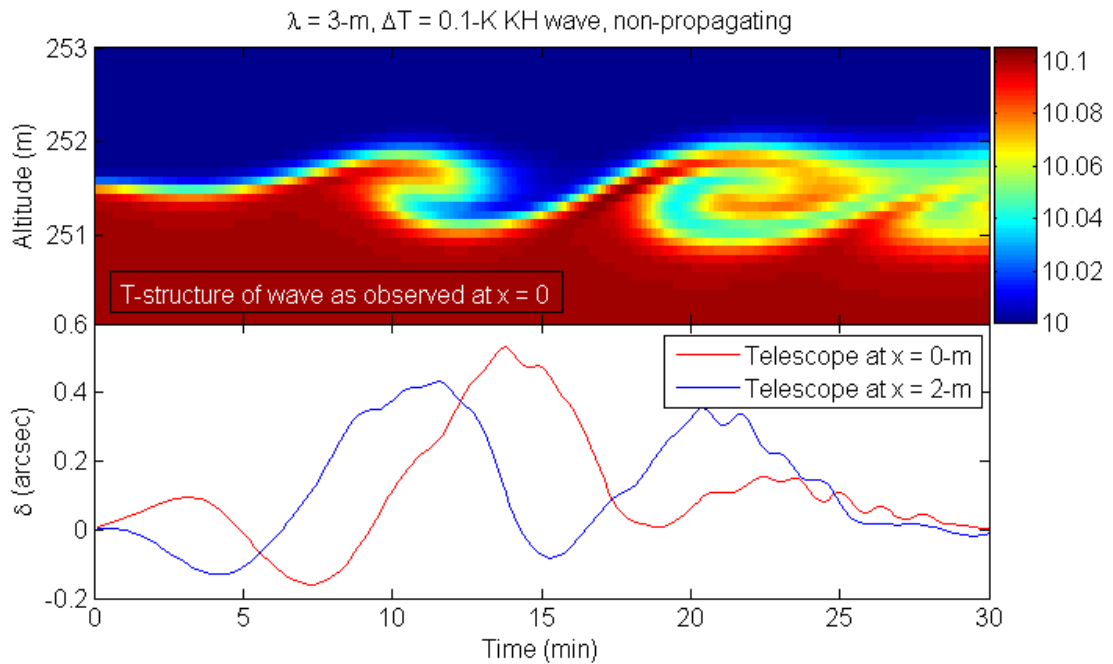 λ = 3-m, ΔT = 0.1-K KH wave, non-propagating
253
252
251
Altitude (m)
T-structure of wave as observed at x = 0
10.1
10.08
10.06
10.04
10.02
10
0.6
0.4
0.2
0
-0.2
δ (arcsec)
Telescope at x = 0-m
Telescope at x = 2-m
0 5 10 15 20 25 30
Time (min)